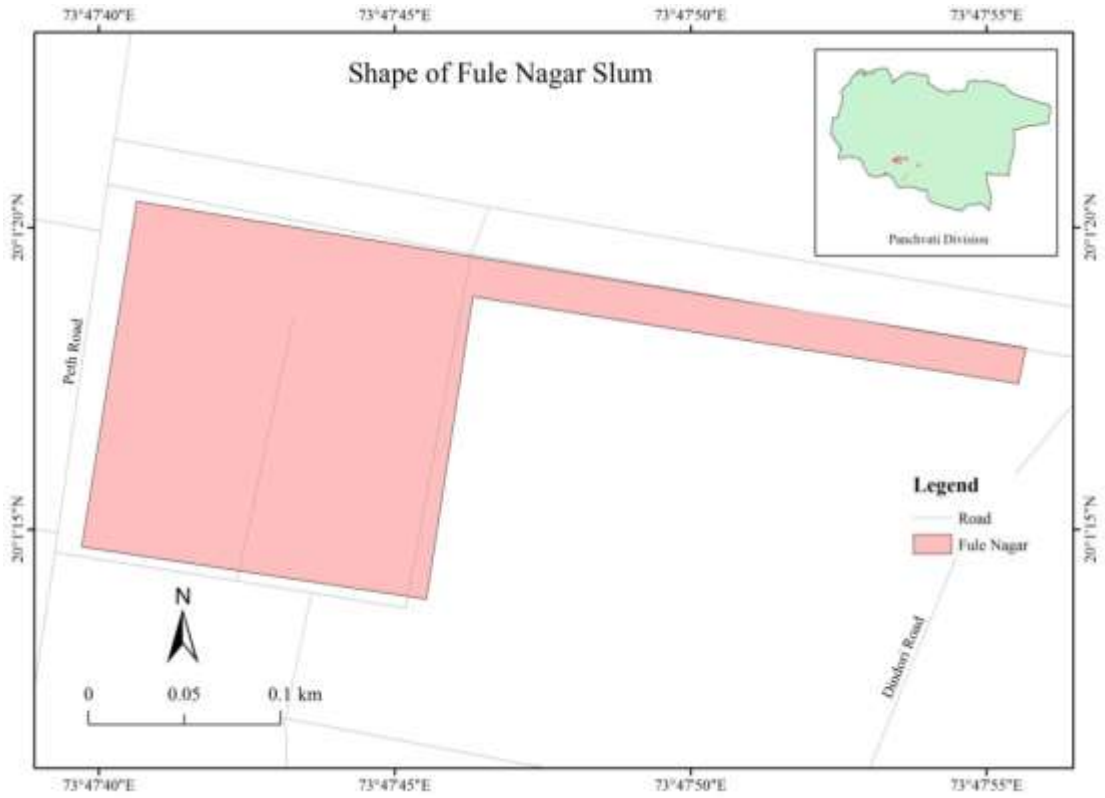 73°47'40"E 73°47'45"E 73°47'50"E 73°47'55"E
Shape of Fule Nagar Slum
Panchvati Division
20°1'20"N 20°1'20"N
Peth Road
Legend
Road
Fule Nagar
20°1'15"N 20°1'15"N
N
Dindori Road
0 0.05 0.1 km
73°47'40"E 73°47'45"E 73°47'50"E 73°47'55"E